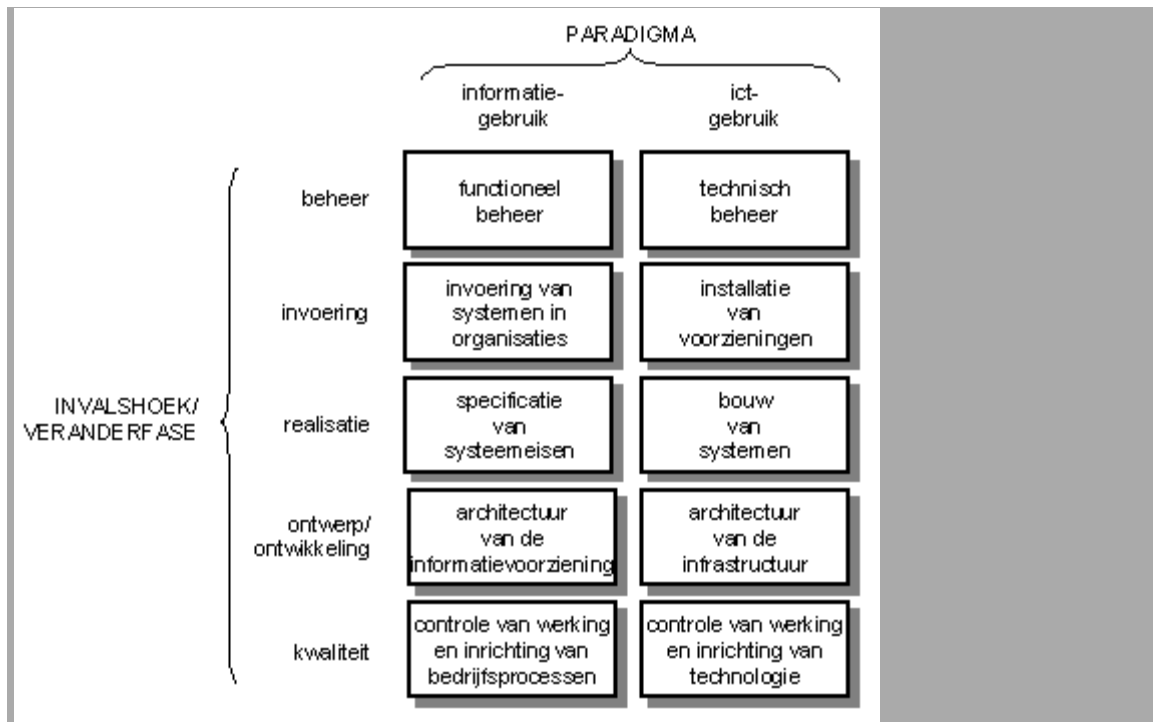 PARADIGMA
informatie-
gebruik
ict-
gebruik
INVALSHOEK/
VERANDERFASE
beheer
functioneel
beheer
technisch
beheer
invoering
invoering van
systemen in
organisaties
installatie
van
voorzieningen
realisatie
specificatie
van
systeemeisen
bouw
van
systemen
ontwerp/
ontwikkeling
architectuur
van de
informatievoorziening
architectuur
van de
infrastructuur
kwaliteit
controle van werking
en inrichting van
bedrijfsprocessen
controle van werking
en inrichting van
technologie